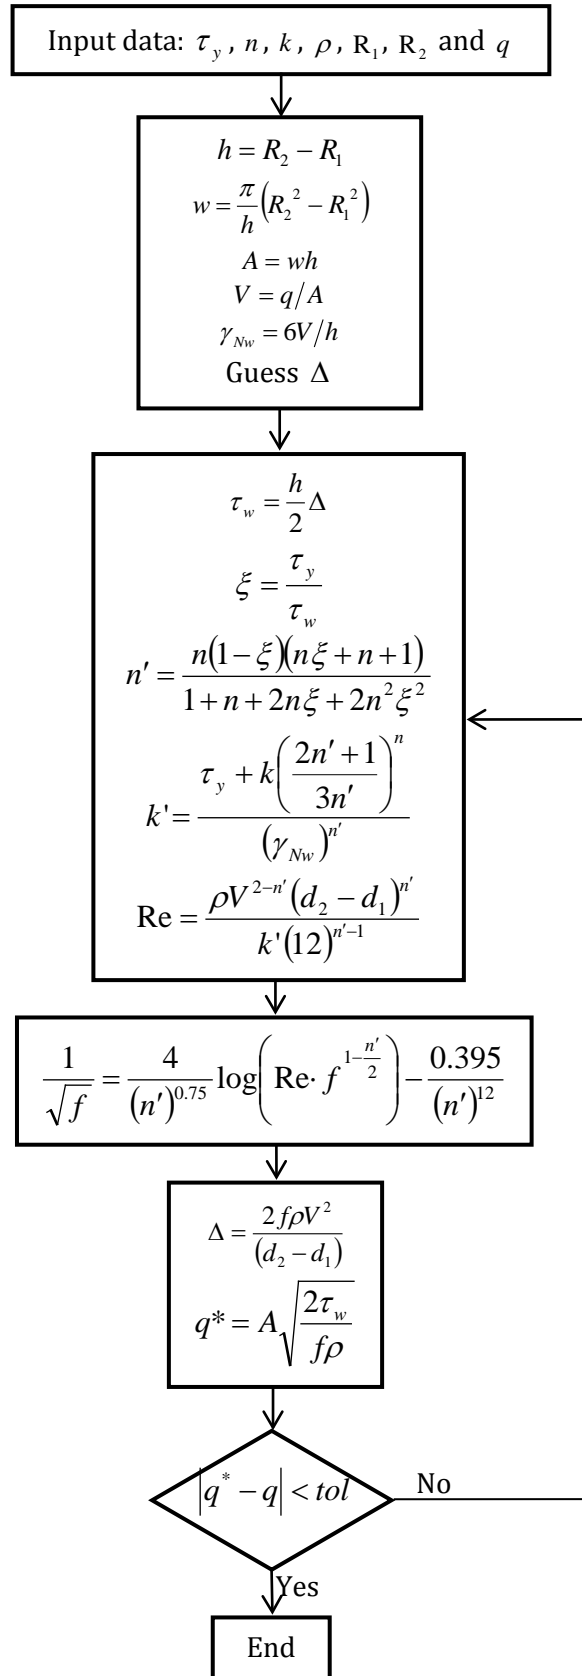 Input data: τ_y, n, k, ρ, R_1, R_2 and q
h = R_2 − R_1
w = π/h (R_2^2 − R_1^2)
A = wh
V = q/A
γ_Nw = 6V/h
Guess Δ
τ_w = h/2 Δ
ξ = τ_y/τ_w
n′ = n(1−ξ)(nξ+n+1)/(1+n+2nξ+2n^2ξ^2)
k' = (τ_y + k((2n′+1)/(3n′))^n)/(γ_Nw)^n′
Re = ρV^(2−n′)(d_2 − d_1)^n′/(k'(12)^(n′−1))
1/√f = 4/(n′)^0.75 log(Re· f^(1−n′/2)) − 0.395/(n′)^12
Δ = 2fρV^2/(d_2 − d_1)
q* = A√(2τ_w/(fρ))
|q^* − q| < tol
No
Yes
End